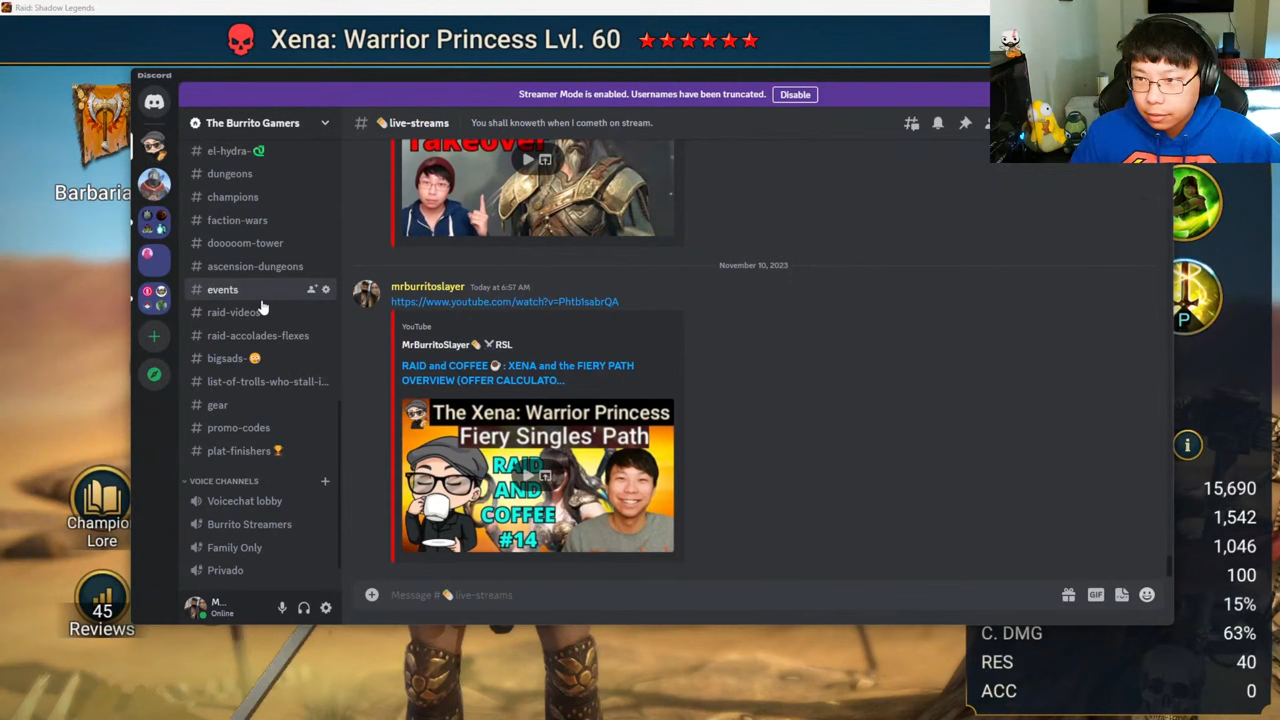 Raid: Shadow Legends
Xena: Warrior Princess Lvl. 60
Discord
Streamer Mode is enabled. Usernames have been truncated.
Disable
The Burrito Gamers
# live-streams
You shall knoweth when I cometh on stream.
# el-hydra-
# dungeons
# champions
# faction-wars
# dooooom-tower
# ascension-dungeons
# events
# raid-videos
# raid-accolades-flexes
# bigsads-
# list-of-trolls-who-stall-i...
# gear
# promo-codes
# plat-finishers
VOICE CHANNELS
Voicechat lobby
Burrito Streamers
Family Only
Privado
M...
Online
Takeover
November 10, 2023
mrburritoslayer Today at 6:57 AM
https://www.youtube.com/watch?v=Phtb1sabrQA
YouTube
MrBurritoSlayer RSL
RAID and COFFEE : XENA and the FIERY PATH
OVERVIEW (OFFER CALCULATO...
The Xena: Warrior Princess
Fiery Singles' Path
RAID
AND
COFFEE
#14
Message # live-streams
GIF
Barbaria
Champio
Lore
45
Reviews
P
15,690
1,542
1,046
100
15%
C. DMG 63%
RES 40
ACC 0